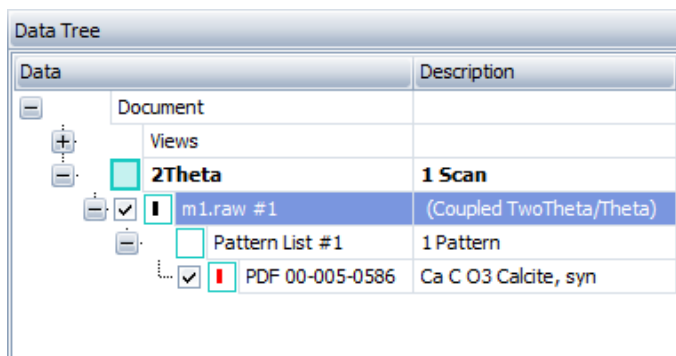 Data Tree
Data Description
Document
Views
2Theta 1 Scan
m1.raw #1 (Coupled TwoTheta/Theta)
Pattern List #1 1 Pattern
PDF 00-005-0586 Ca C O3 Calcite, syn